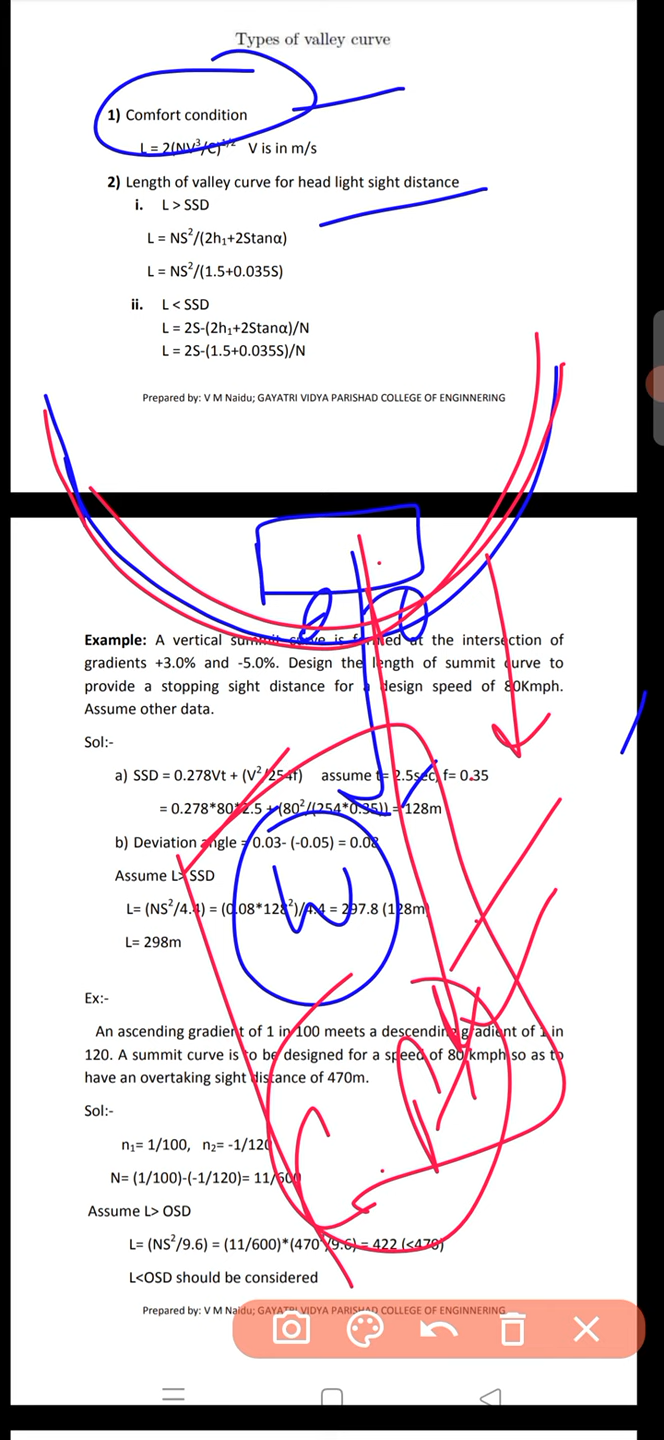 Types of valley curve
1) Comfort condition
L = 2(NV³/C)^1/2 V is in m/s
2) Length of valley curve for head light sight distance
i. L > SSD
L = NS²/(2h₁+2Stanα)
L = NS²/(1.5+0.035S)
ii. L < SSD
L = 2S-(2h₁+2Stanα)/N
L = 2S-(1.5+0.035S)/N
Prepared by: V M Naidu; GAYATRI VIDYA PARISHAD COLLEGE OF ENGINNERING
Example: A vertical summit curve is formed at the intersection of
gradients +3.0% and -5.0%. Design the length of summit curve to
provide a stopping sight distance for a design speed of 80Kmph.
Assume other data.
Sol:-
a) SSD = 0.278Vt + (V²/254f) assume t= 2.5sec, f= 0.35
= 0.278*80*2.5 + (80²/(254*0.35)) = 128m
b) Deviation angle = 0.03- (-0.05) = 0.08
Assume L> SSD
L= (NS²/4.4) = (0.08*128²)/4.4 = 297.8 (128m)
L= 298m
Ex:-
An ascending gradient of 1 in 100 meets a descending gradient of 1 in
120. A summit curve is to be designed for a speed of 80 kmph so as to
have an overtaking sight distance of 470m.
Sol:-
n₁= 1/100, n₂= -1/120
N= (1/100)-(-1/120)= 11/600
Assume L> OSD
L= (NS²/9.6) = (11/600)*(470²/9.6) = 422 (<470)
L<OSD should be considered
Prepared by: V M Naidu; GAYATRI VIDYA PARISHAD COLLEGE OF ENGINNERING